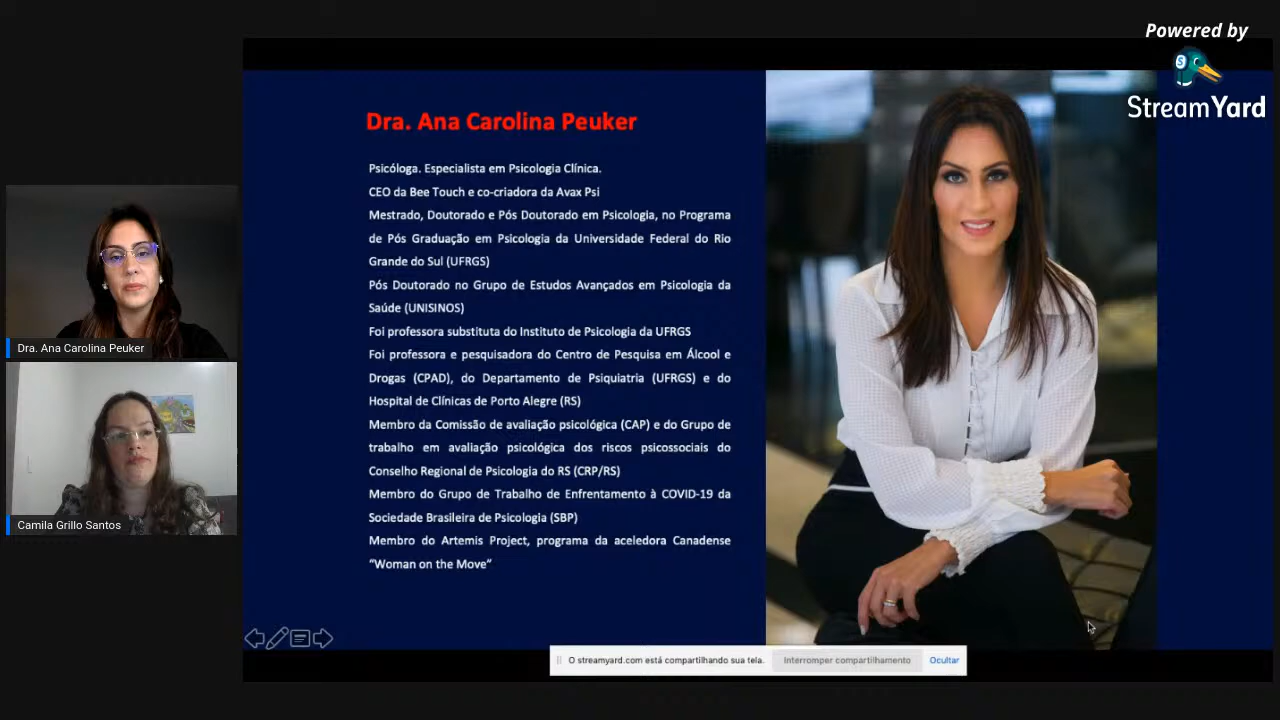 Powered by
StreamYard
Dra. Ana Carolina Peuker
Psicóloga. Especialista em Psicologia Clínica.
CEO da Bee Touch e co-criadora da Avax Psi
Mestrado, Doutorado e Pós Doutorado em Psicologia, no Programa
de Pós Graduação em Psicologia da Universidade Federal do Rio
Grande do Sul (UFRGS)
Pós Doutorado no Grupo de Estudos Avançados em Psicologia da
Saúde (UNISINOS)
Foi professora substituta do Instituto de Psicologia da UFRGS
Foi professora e pesquisadora do Centro de Pesquisa em Álcool e
Drogas (CPAD), do Departamento de Psiquiatria (UFRGS) e do
Hospital de Clínicas de Porto Alegre (RS)
Membro da Comissão de avaliação psicológica (CAP) e do Grupo de
trabalho em avaliação psicológica dos riscos psicossociais do
Conselho Regional de Psicologia do RS (CRP/RS)
Membro do Grupo de Trabalho de Enfrentamento à COVID-19 da
Sociedade Brasileira de Psicologia (SBP)
Membro do Artemis Project, programa da aceledora Canadense
“Woman on the Move”
Dra. Ana Carolina Peuker
Camila Grillo Santos
O streamyard.com está compartilhando sua tela.
Interromper compartilhamento
Ocultar